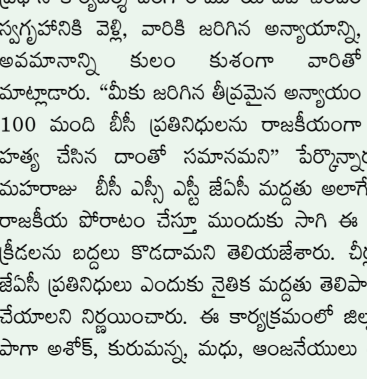 స్వగృహానికి వెళ్లి, వారికి జరిగిన అన్యాయాన్ని,
అవమానాన్ని కులం కుశంగా వారితో
మాట్లాడారు. “మీకు జరిగిన తీవ్రమైన అన్యాయం
100 మంది బీసీ ప్రతినిధులను రాజకీయంగా
హత్య చేసిన దాంతో సమానమని” పేర్కొన్నారు
మహరాజు బీసీ ఎస్సీ ఎస్టీ జేఏసీ మద్దతు అలాగే
రాజకీయ పోరాటం చేస్తూ ముందుకు సాగి ఈ
క్రీడలను బద్దలు కొడదామని తెలియజేశారు.
జేఏసీ ప్రతినిధులు ఎందుకు నైతిక మద్దతు
చేయాలని నిర్ణయించారు. ఈ కార్యక్రమంలో
పాగా అశోక్, కురుమన్న, మధు, ఆంజనేయులు